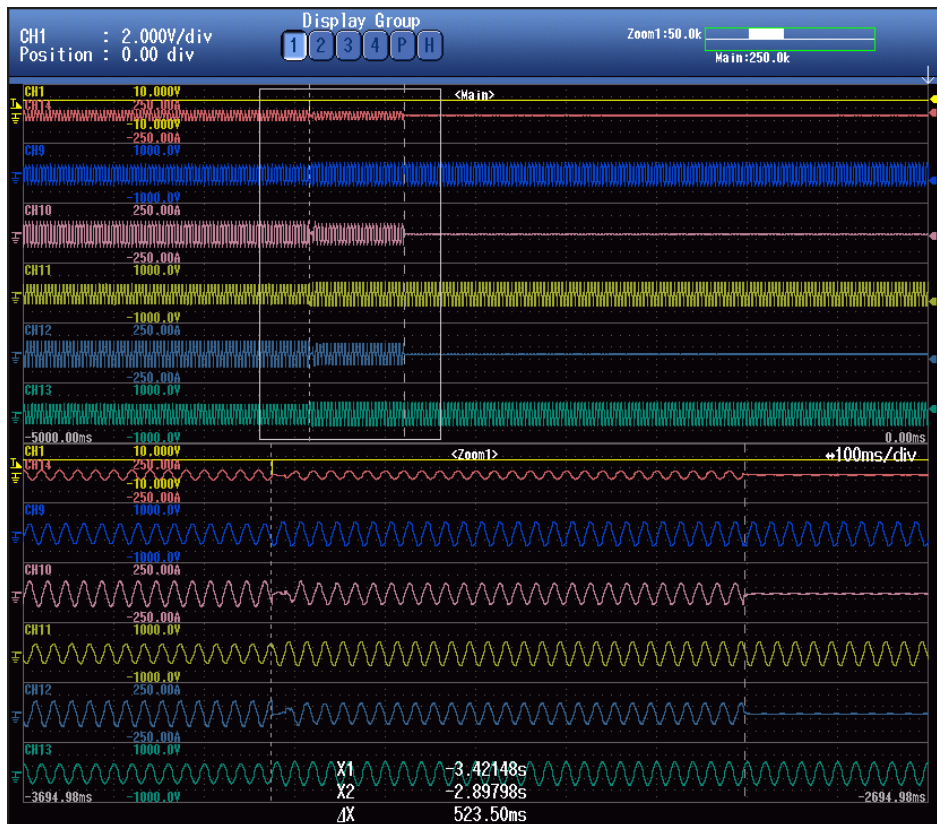 Display Group
CH1 : 2.000V/div
Position : 0.00 div
1 2 3 4 P H
Zoom1:50.0k
Main:250.0k
<Main>
CH1 10.000V
CH14 250.00A
-10.000V
-250.00A
CH9 1000.0V
-1000.0V
CH10 250.00A
-250.00A
CH11 1000.0V
-1000.0V
CH12 250.00A
-250.00A
CH13 1000.0V
-5000.00ms -1000.0V 0.00ms
CH1 10.000V <Zoom1> ↔100ms/div
CH14 250.00A
-10.000V
-250.00A
CH9 1000.0V
-1000.0V
CH10 250.00A
-250.00A
CH11 1000.0V
-1000.0V
CH12 250.00A
-250.00A
CH13 1000.0V
X1 -3.42148s
X2 -2.89798s
-3694.98ms -1000.0V -2694.98ms
ΔX 523.50ms